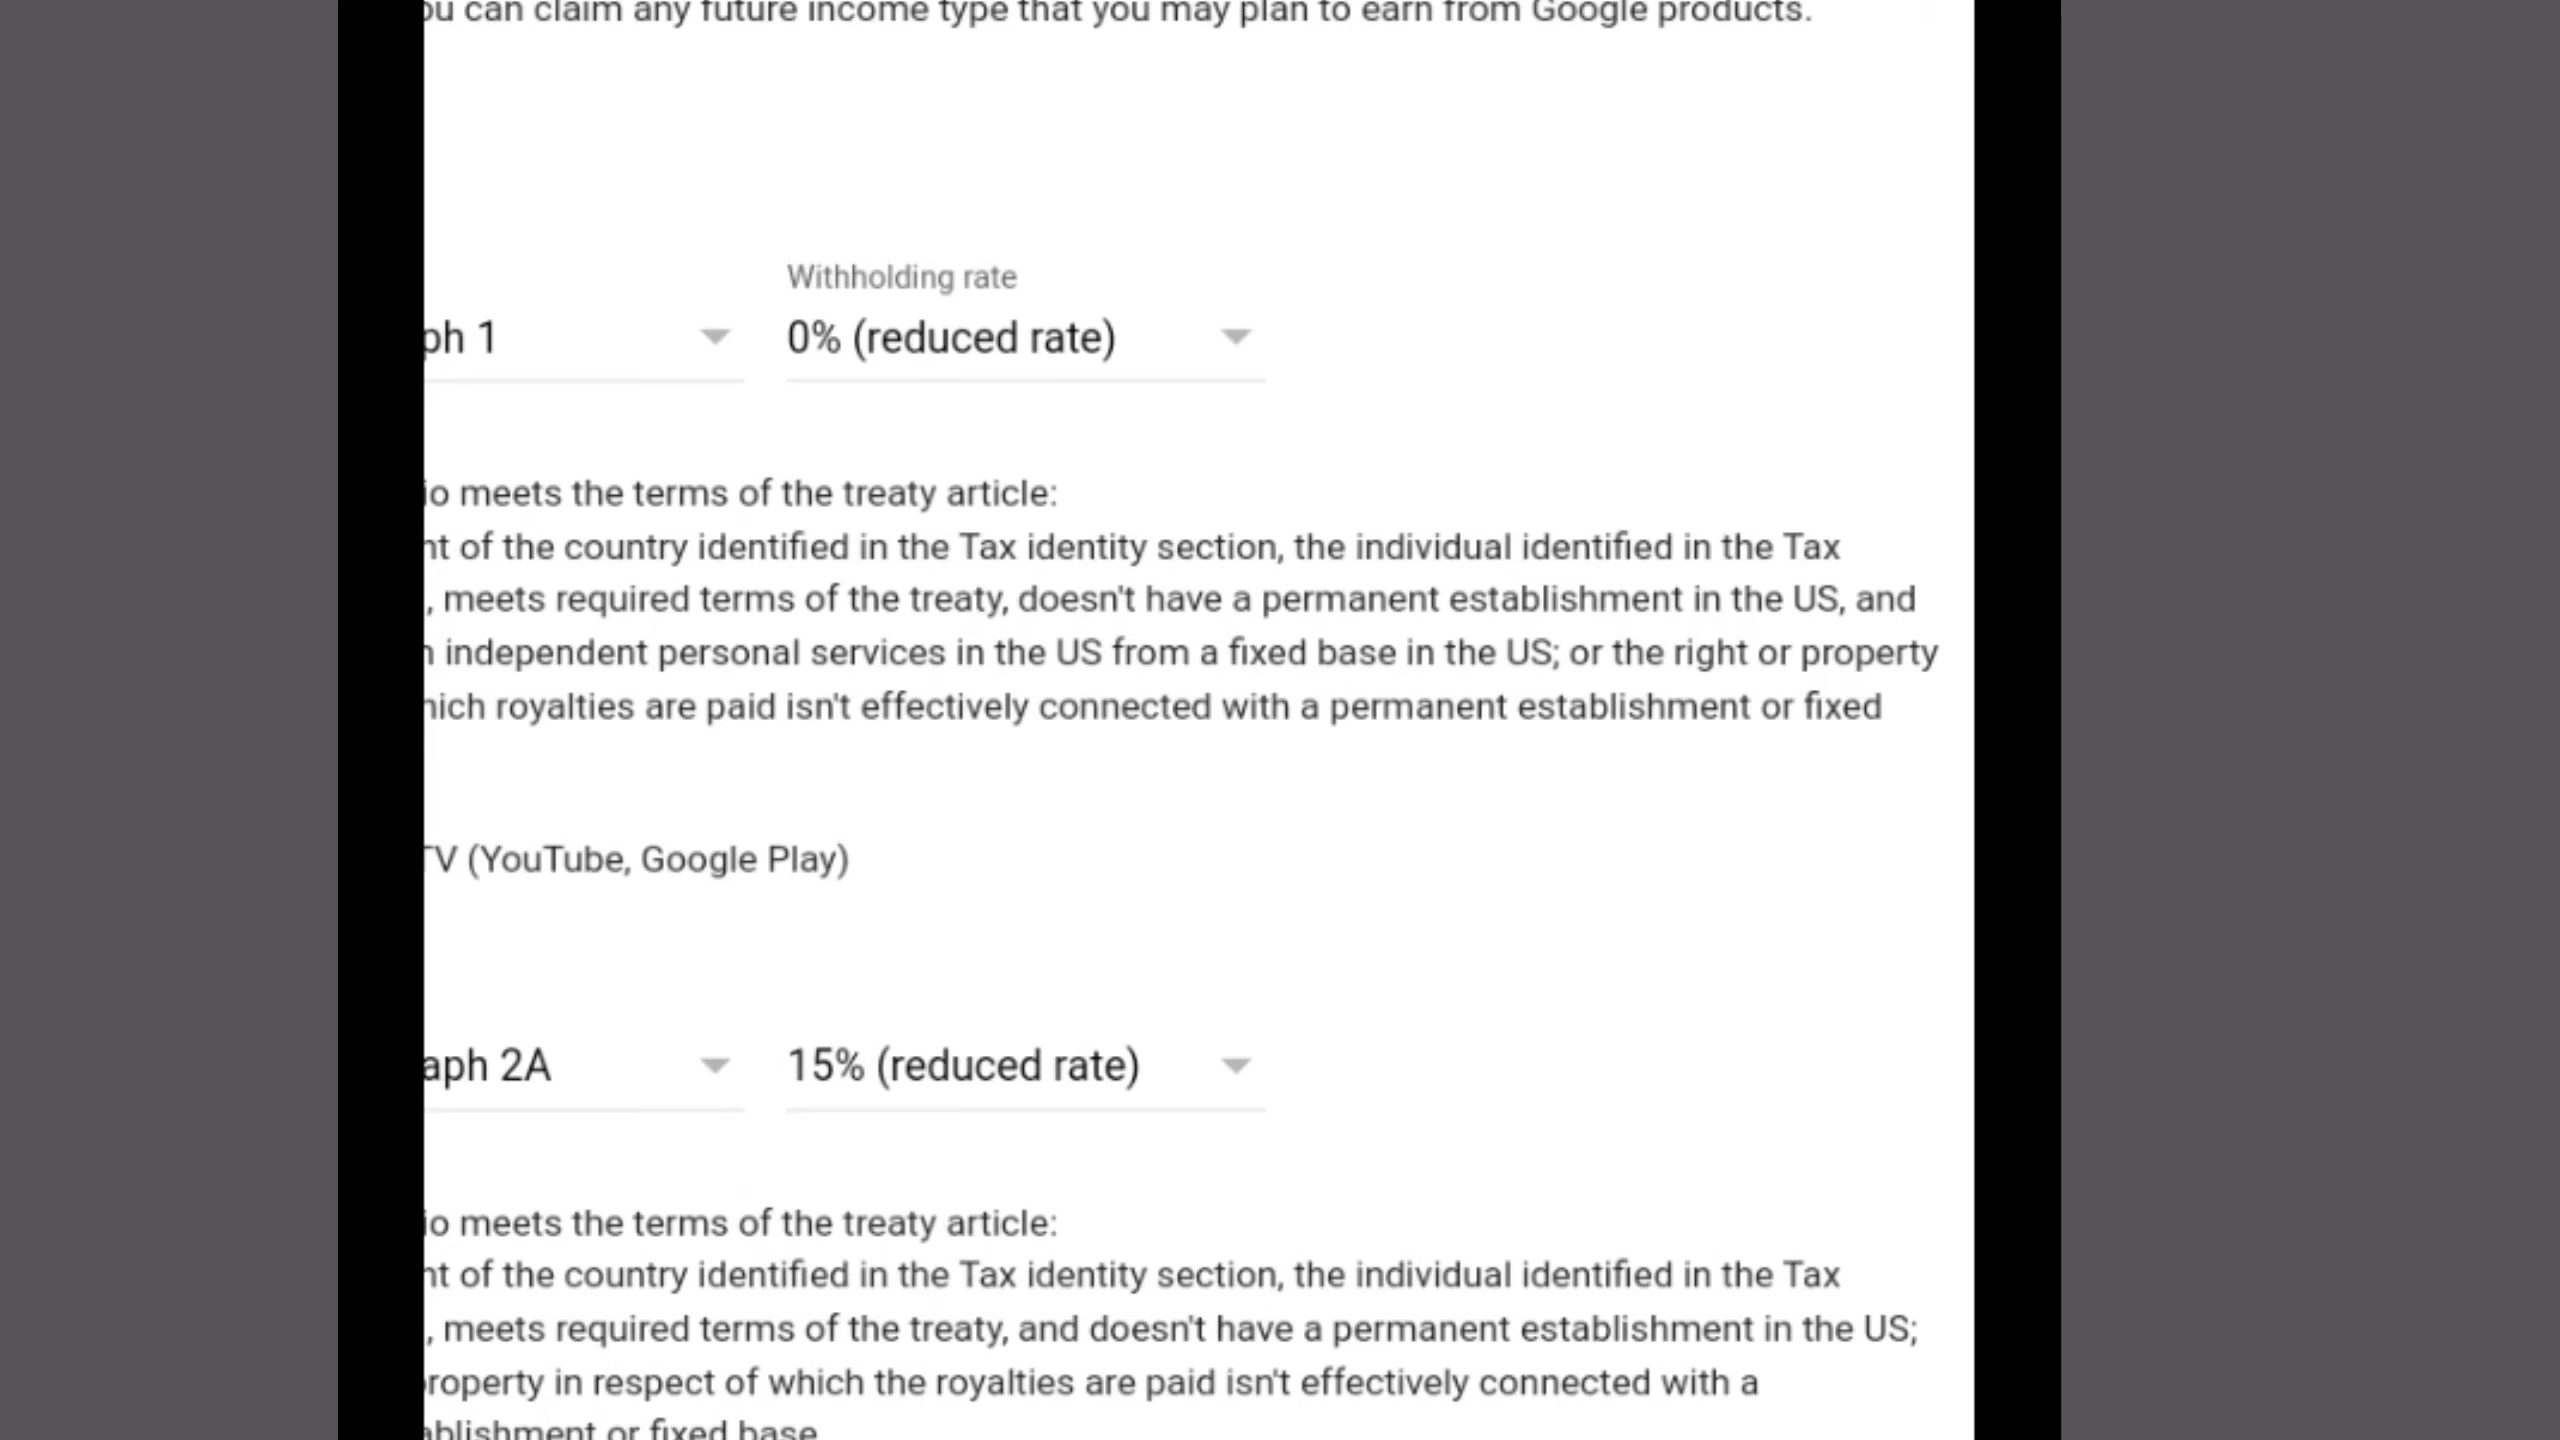 ou can claim any future income type that you may plan to earn from Google products.
Withholding rate
ph 1
0% (reduced rate)
io meets the terms of the treaty article:
nt of the country identified in the Tax identity section, the individual identified in the Tax
, meets required terms of the treaty, doesn't have a permanent establishment in the US, and
n independent personal services in the US from a fixed base in the US; or the right or property
hich royalties are paid isn't effectively connected with a permanent establishment or fixed
TV (YouTube, Google Play)
aph 2A
15% (reduced rate)
io meets the terms of the treaty article:
nt of the country identified in the Tax identity section, the individual identified in the Tax
, meets required terms of the treaty, and doesn't have a permanent establishment in the US;
roperty in respect of which the royalties are paid isn't effectively connected with a
ablishment or fixed base